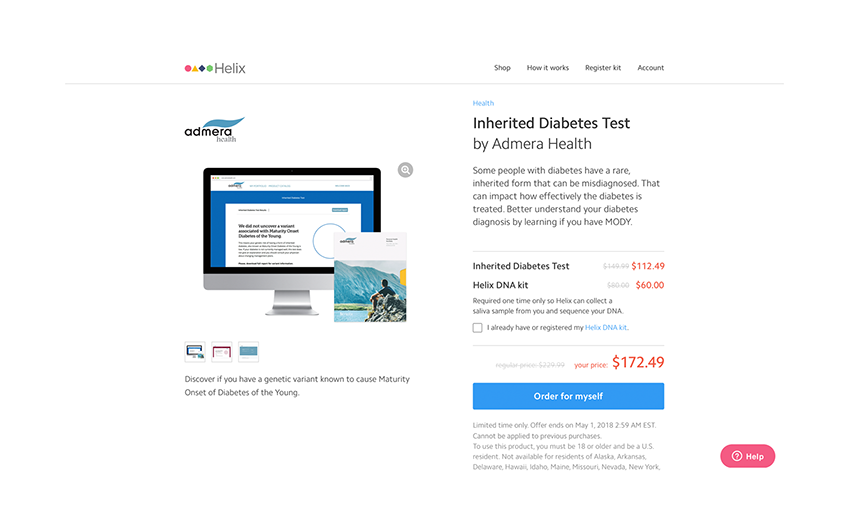 Helix
Shop How it works Register kit Account
admera
health
We did not uncover a variant
associated with Maturity Onset
Diabetes of the Young
admera
Discover if you have a genetic variant known to cause Maturity
Onset of Diabetes of the Young.
Health
Inherited Diabetes Test
by Admera Health
Some people with diabetes have a rare,
inherited form that can be misdiagnosed. That
can impact how effectively the diabetes is
treated. Better understand your diabetes
diagnosis by learning if you have MODY.
Inherited Diabetes Test $149.99 $112.49
Helix DNA kit $80.00 $60.00
Required one time only so Helix can collect a
saliva sample from you and sequence your DNA.
I already have or registered my Helix DNA kit.
regular price: $229.99 your price: $172.49
Order for myself
Limited time only. Offer ends on May 1, 2018 2:59 AM EST.
Cannot be applied to previous purchases.
To use this product, you must be 18 or older and be a U.S.
resident. Not available for residents of Alaska, Arkansas,
Delaware, Hawaii, Idaho, Maine, Missouri, Nevada, New York,
Help